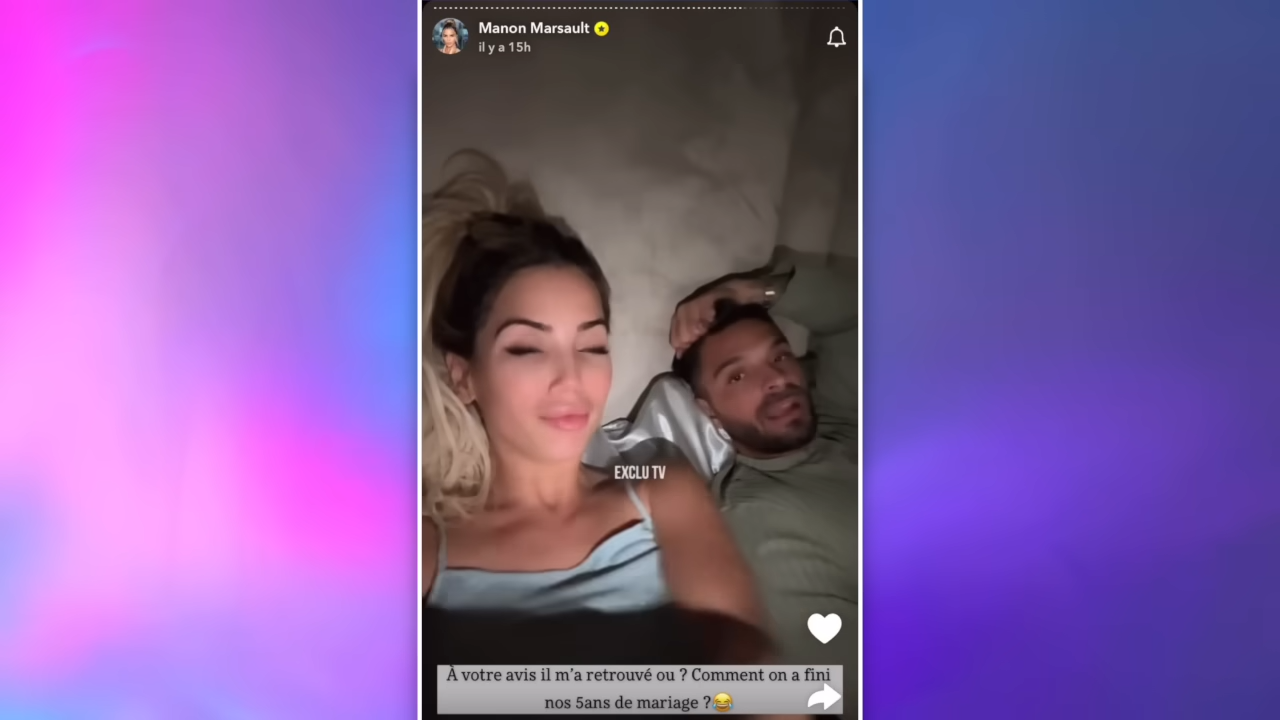 Manon Marsault
il y a 15h
EXCLU TV
À votre avis il m'a retrouvé ou ? Comment on a fini
nos 5ans de mariage ?😂